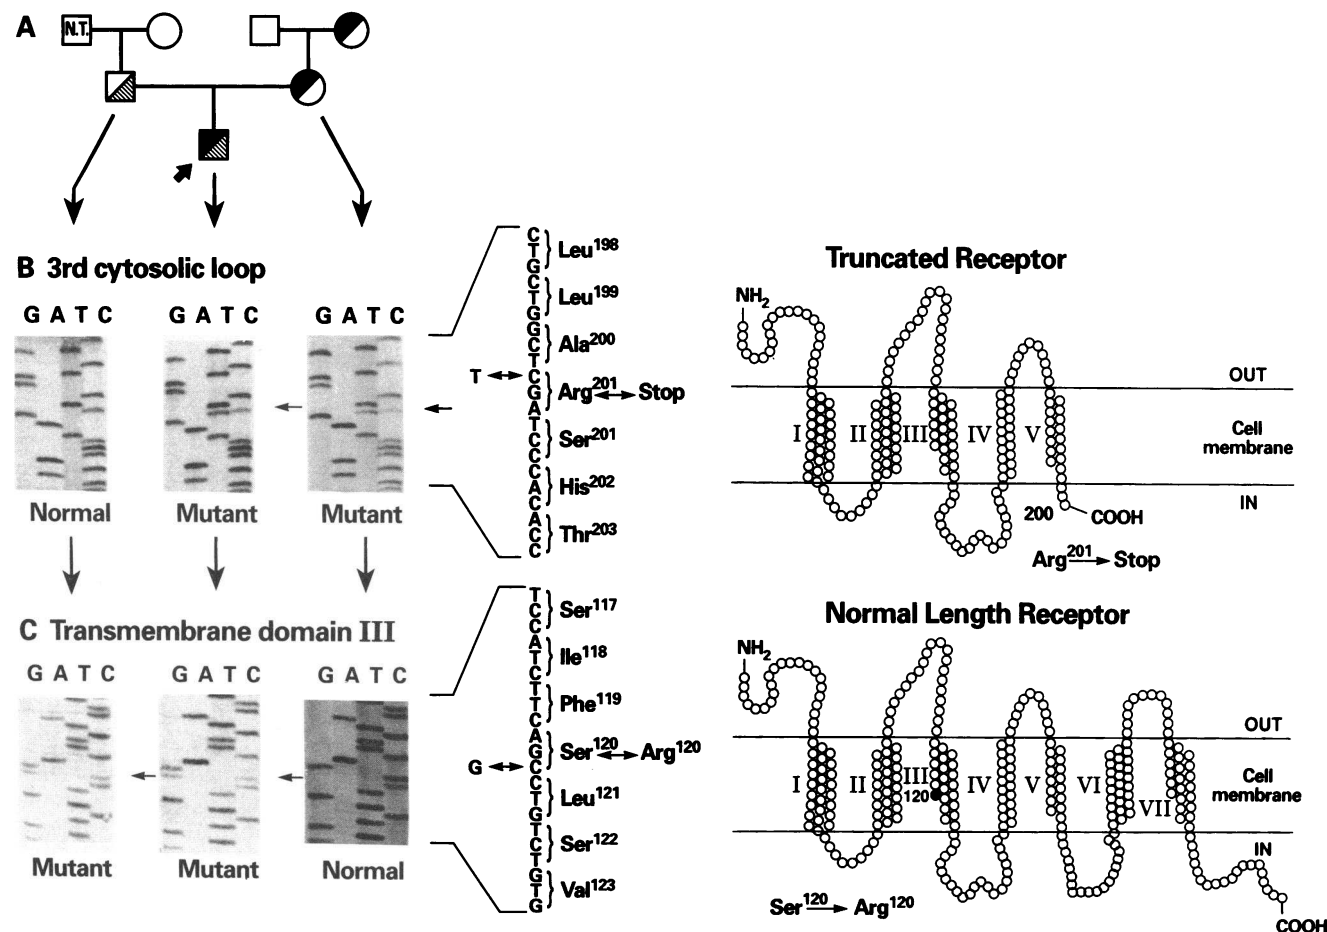 A
N.T.
B 3rd cytosolic loop
G A T C
G A T C
G A T C
Normal
Mutant
Mutant
C Transmembrane domain III
G A T C
G A T C
G A T C
Mutant
Mutant
Normal
C
T
G
Leu198
C
T
G
Leu199
G
C
T
Ala200
T
C
G
A
Arg201
Stop
T
C
C
Ser201
C
A
C
His202
A
C
C
Thr203
T
C
C
Ser117
A
T
C
Ile118
T
T
C
Phe119
A
G
C
Ser120
Arg120
G
C
T
G
Leu121
T
C
T
Ser122
G
T
G
Val123
Truncated Receptor
NH2
OUT
I II III IV V
Cell
membrane
IN
200
COOH
Arg201 Stop
Normal Length Receptor
NH2
OUT
I II III IV V VI VII
120
Cell
membrane
IN
Ser120 Arg120
COOH